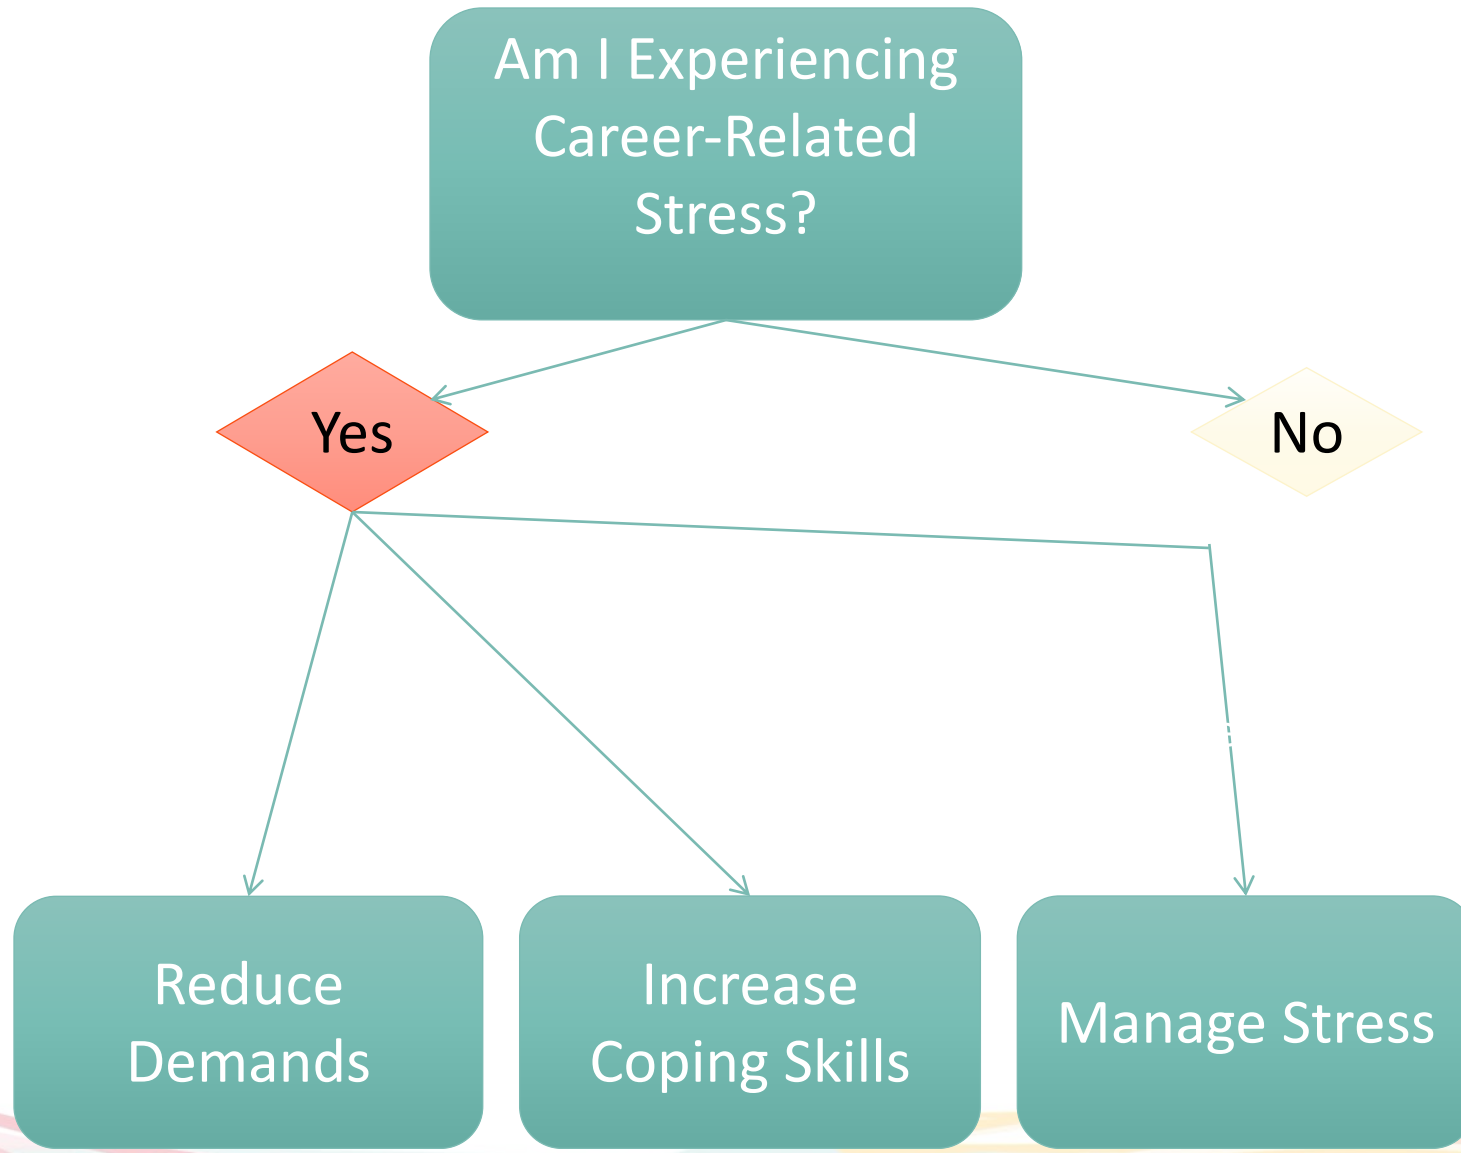 Am I Experiencing
Career-Related
Stress?
Yes
No
Reduce
Demands
Increase
Coping Skills
Manage Stress